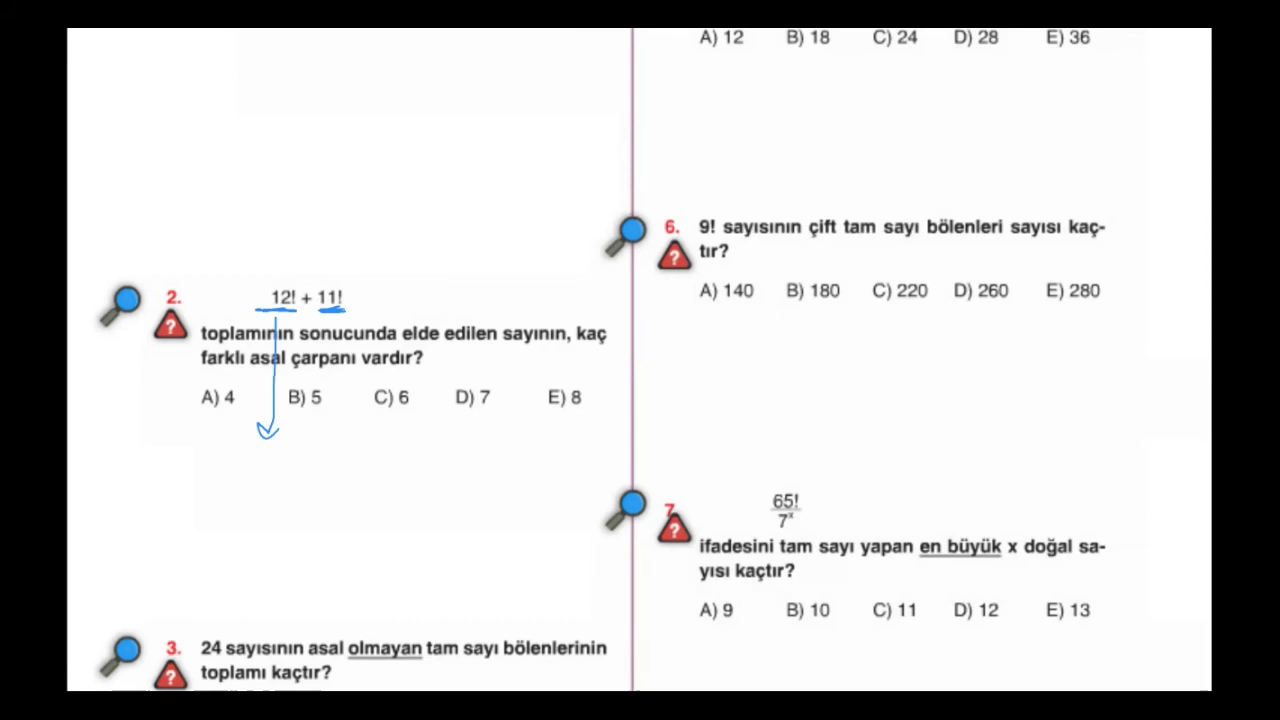 2.
12! + 11!
toplamının sonucunda elde edilen sayının, kaç
farklı asal çarpanı vardır?
A) 4 B) 5 C) 6 D) 7 E) 8
3.
24 sayısının asal olmayan tam sayı bölenlerinin
toplamı kaçtır?
A) 12 B) 18 C) 24 D) 28 E) 36
6.
9! sayısının çift tam sayı bölenleri sayısı kaç-
tır?
A) 140 B) 180 C) 220 D) 260 E) 280
7
65!
7ˣ
ifadesini tam sayı yapan en büyük x doğal sa-
yısı kaçtır?
A) 9 B) 10 C) 11 D) 12 E) 13